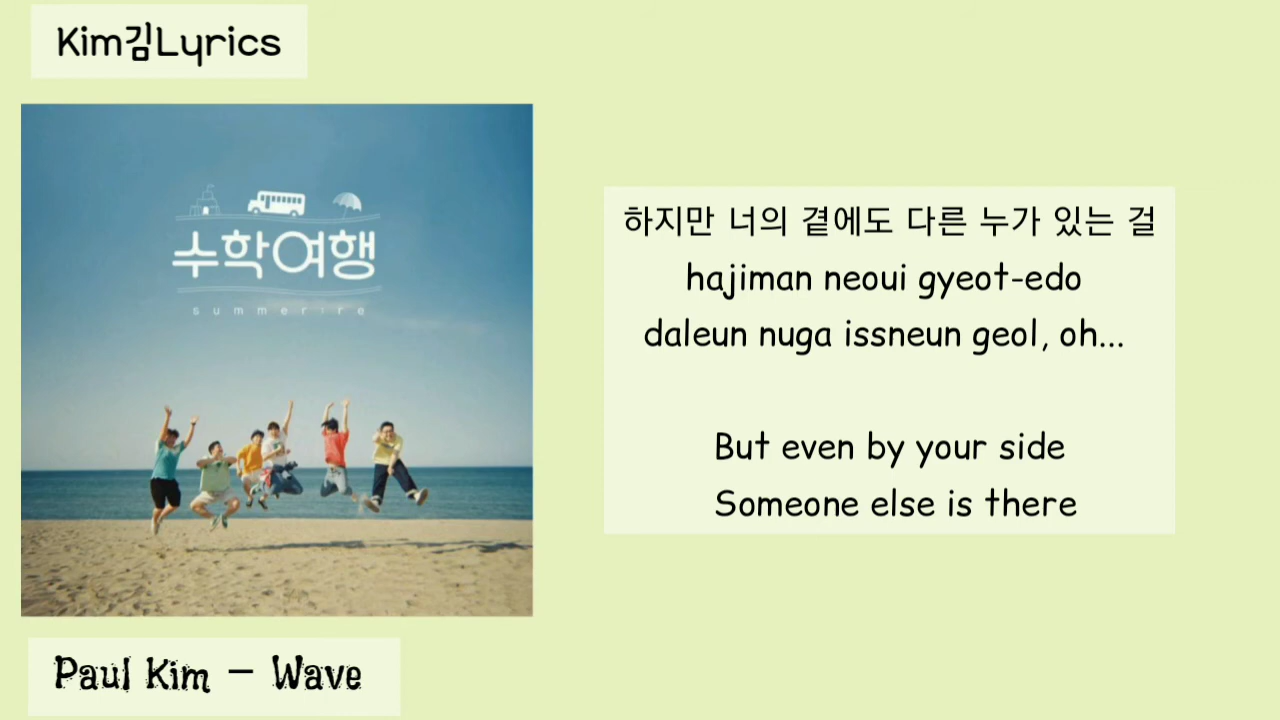 Kim김Lyrics
수학여행
summerire
하지만 너의 곁에도 다른 누가 있는 걸
hajiman neoui gyeot-edo
daleun nuga issneun geol, oh...
But even by your side
Someone else is there
Paul Kim – Wave